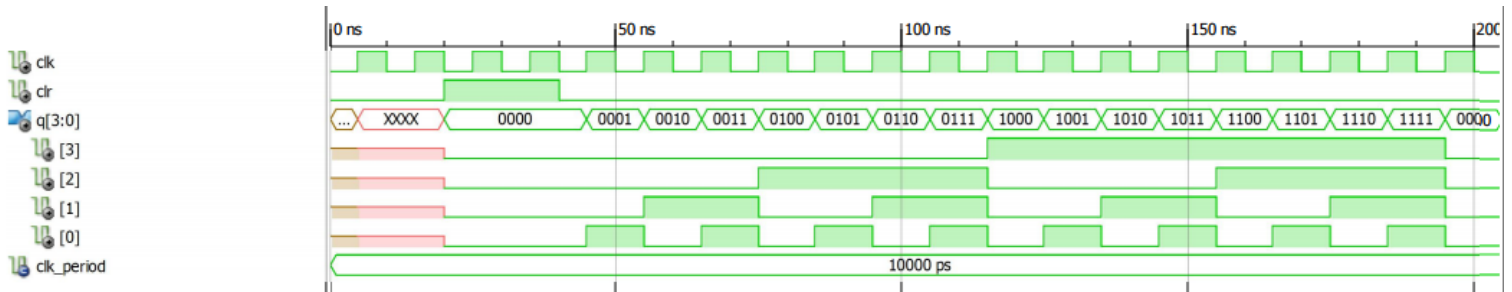 0 ns 50 ns 100 ns 150 ns 200
clk
clr
q[3:0] ... XXXX 0000 0001 0010 0011 0100 0101 0110 0111 1000 1001 1010 1011 1100 1101 1110 1111
[3]
[2]
[1]
[0]
clk_period 10000 ps